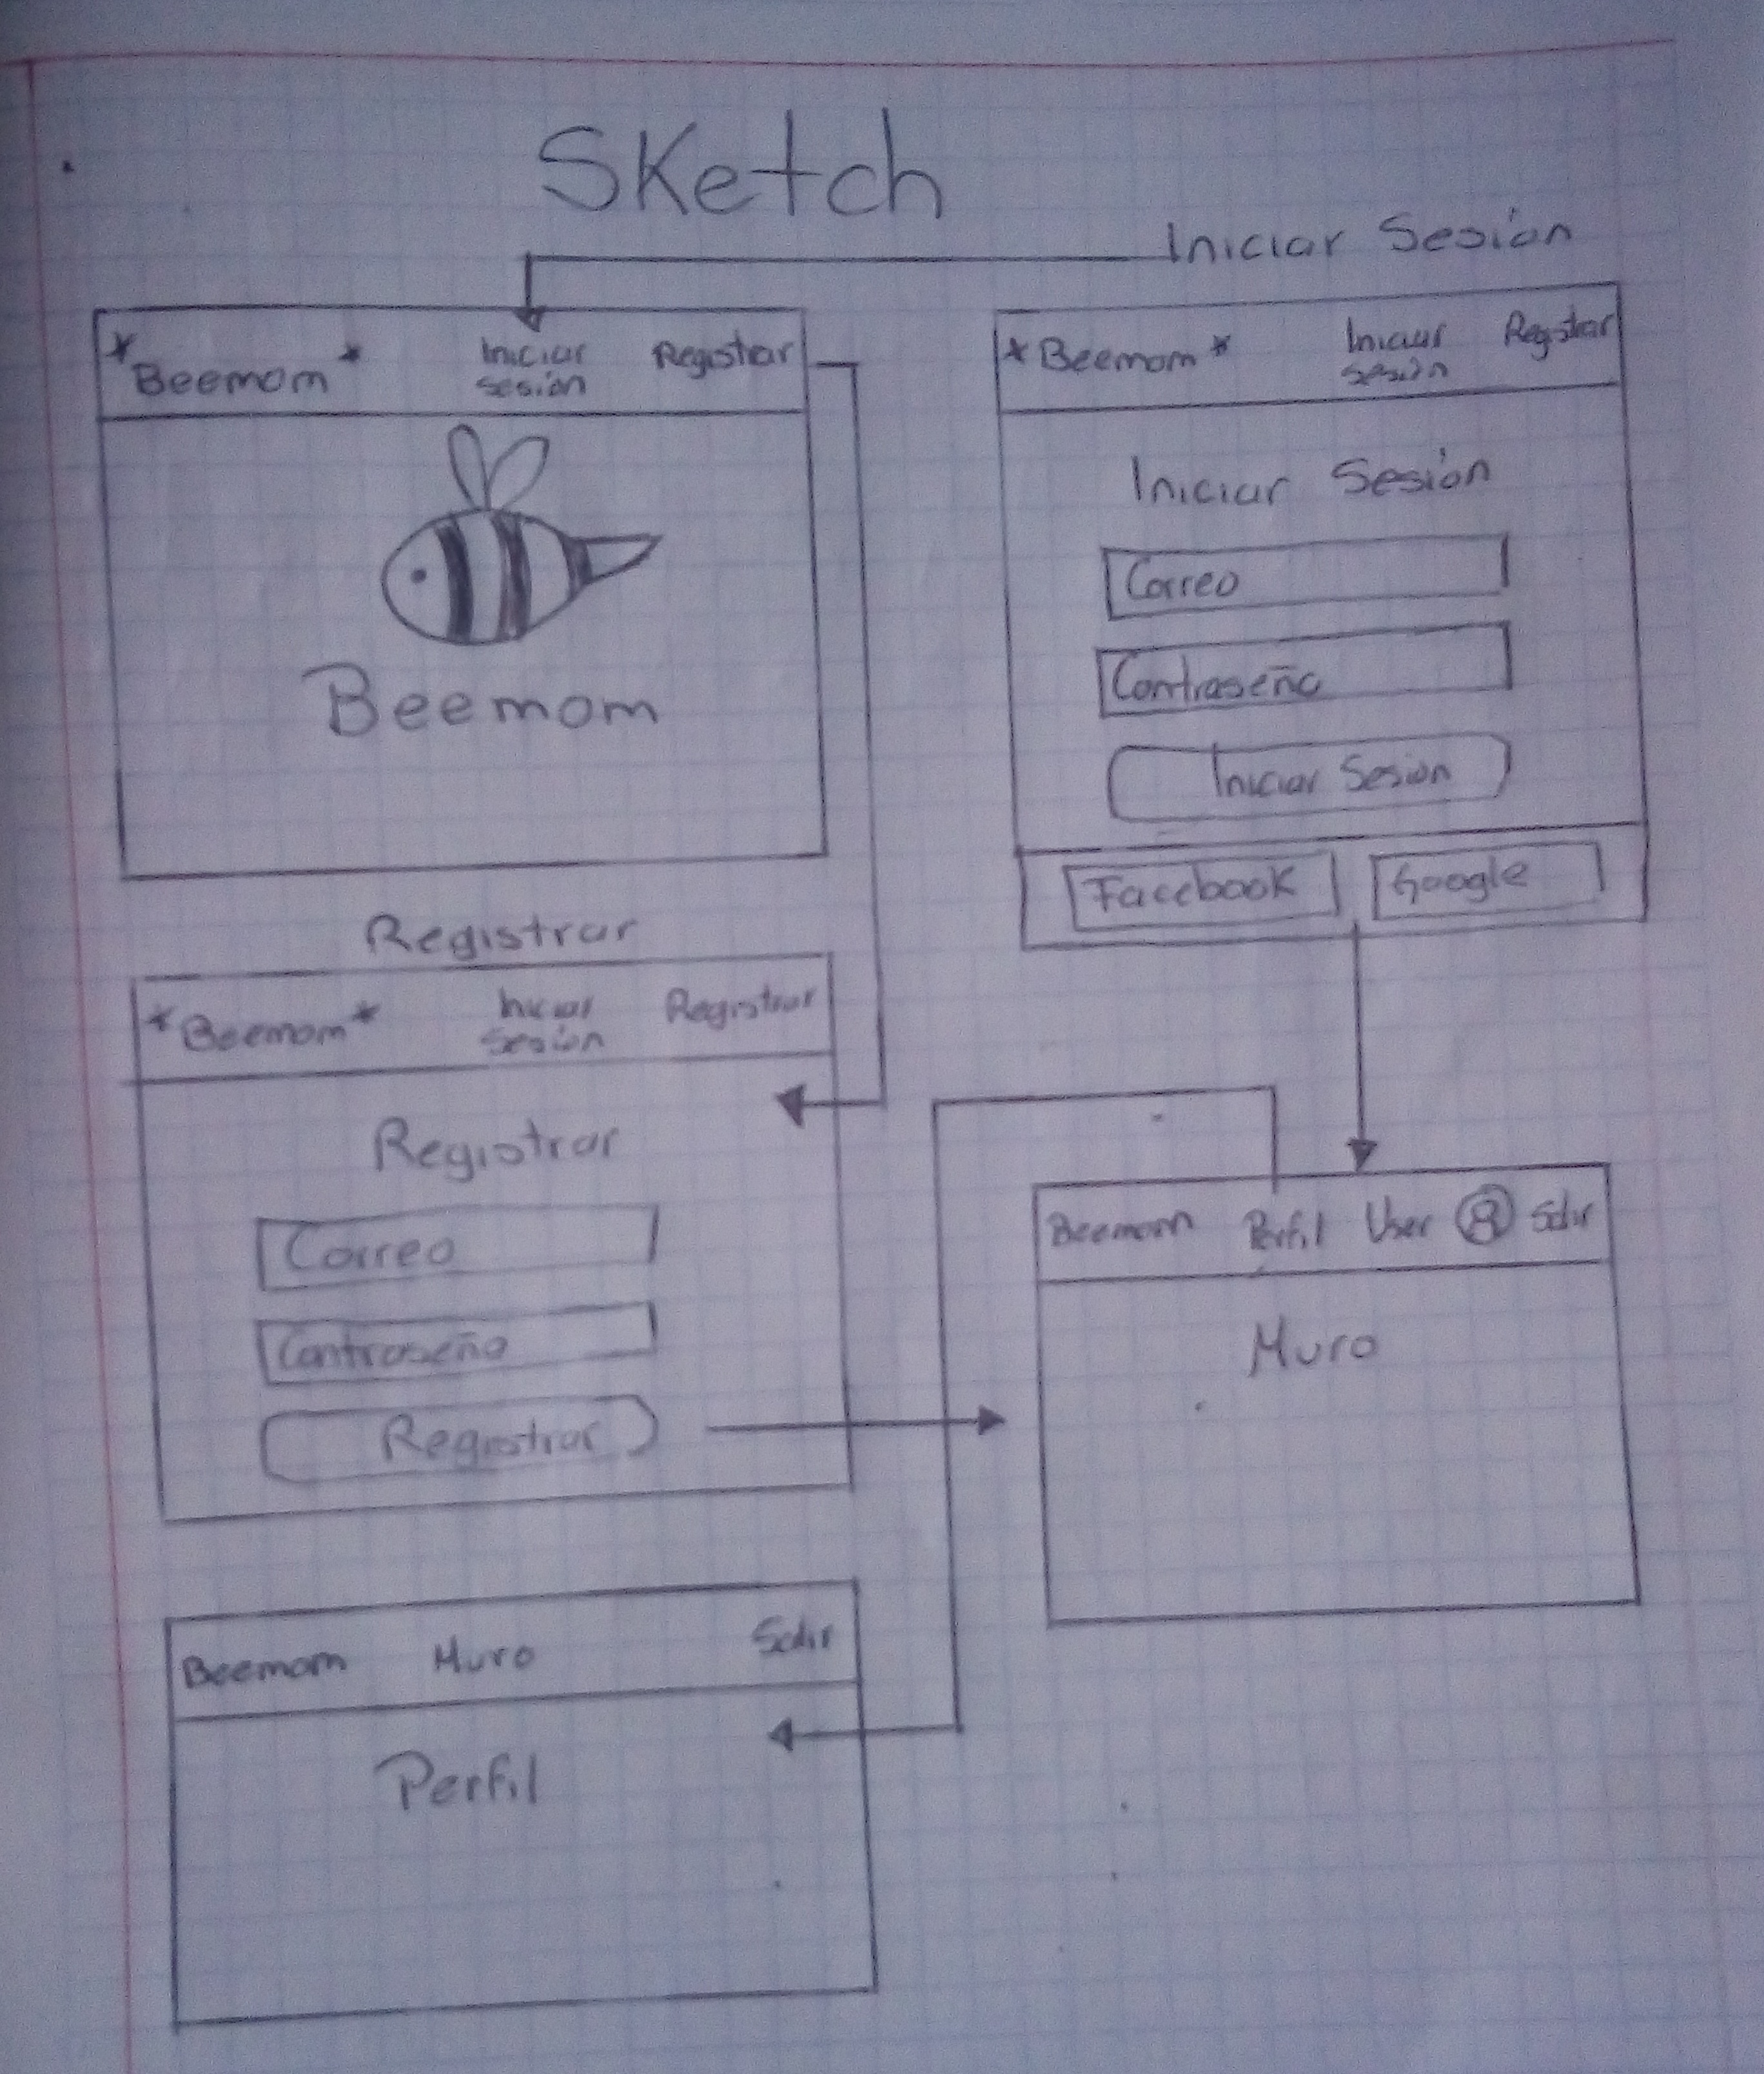 Sketch
Iniciar Sesión
* Beemom *
Iniciar
sesión
Registrar
Beemom
* Beemom *
Iniciar
sesión
Registrar
Iniciar Sesión
Correo
Contraseña
Iniciar Sesion
Facebook
Google
Registrar
* Beemom *
Iniciar
Sesión
Registrar
Registrar
Correo
Contraseña
Registrar
Beemom Perfil User Salir
Muro
Beemom Muro Salir
Perfil